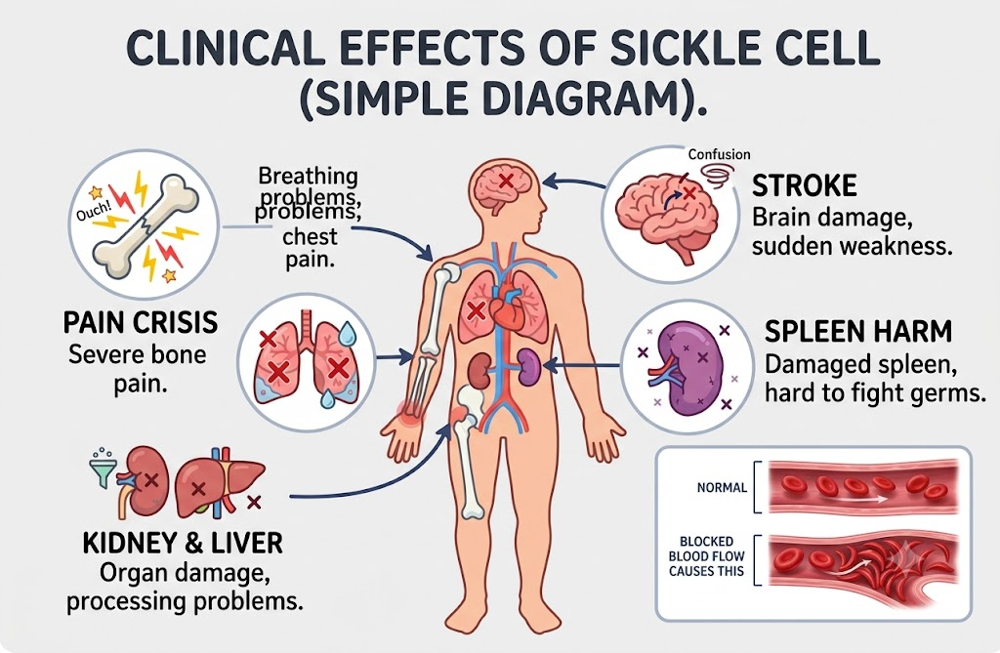 CLINICAL EFFECTS OF SICKLE CELL
(SIMPLE DIAGRAM).
Ouch!
PAIN CRISIS
Severe bone
pain.
Breathing
problems,
problems;
chest
pain.
Confusion
STROKE
Brain damage,
sudden weakness.
SPLEEN HARM
Damaged spleen,
hard to fight germs.
KIDNEY & LIVER
Organ damage,
processing problems.
NORMAL
BLOCKED
BLOOD FLOW
CAUSES THIS